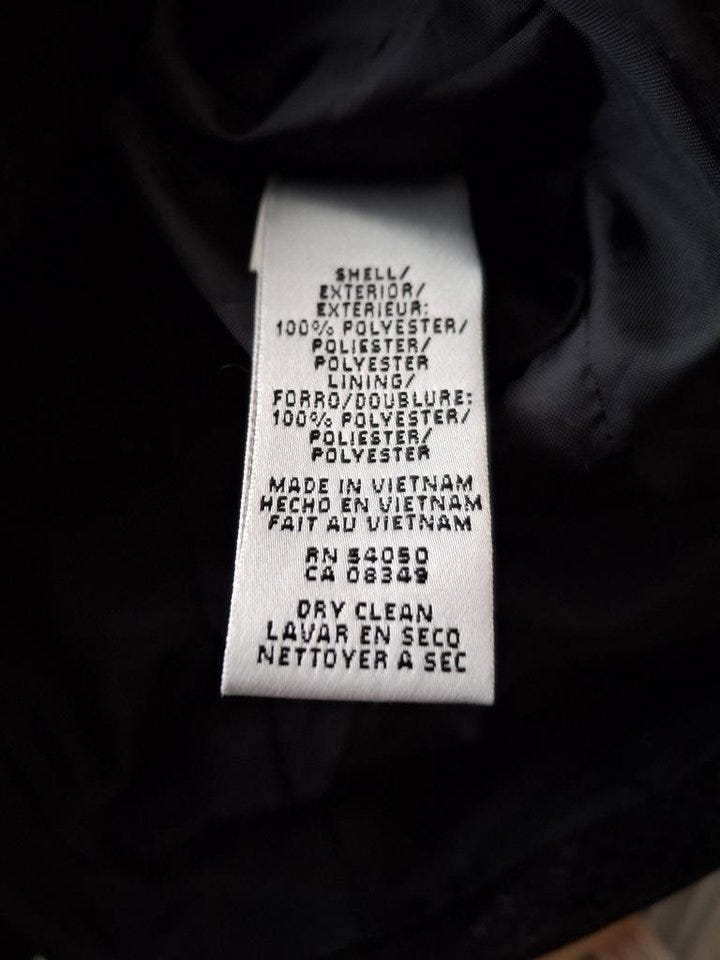 SHELL/
EXTERIOR/
EXTERIEUR:
100% POLYESTER/
POLIESTER/
POLYESTER
LINING/
FORRO/DOUBLURE:
100% POLYESTER/
POLIESTER/
POLYESTER
MADE IN VIETNAM
HECHO EN VIETNAM
FAIT AU VIETNAM
RN 54050
CA 08349
DRY CLEAN
LAVAR EN SECO
NETTOYER A SEC